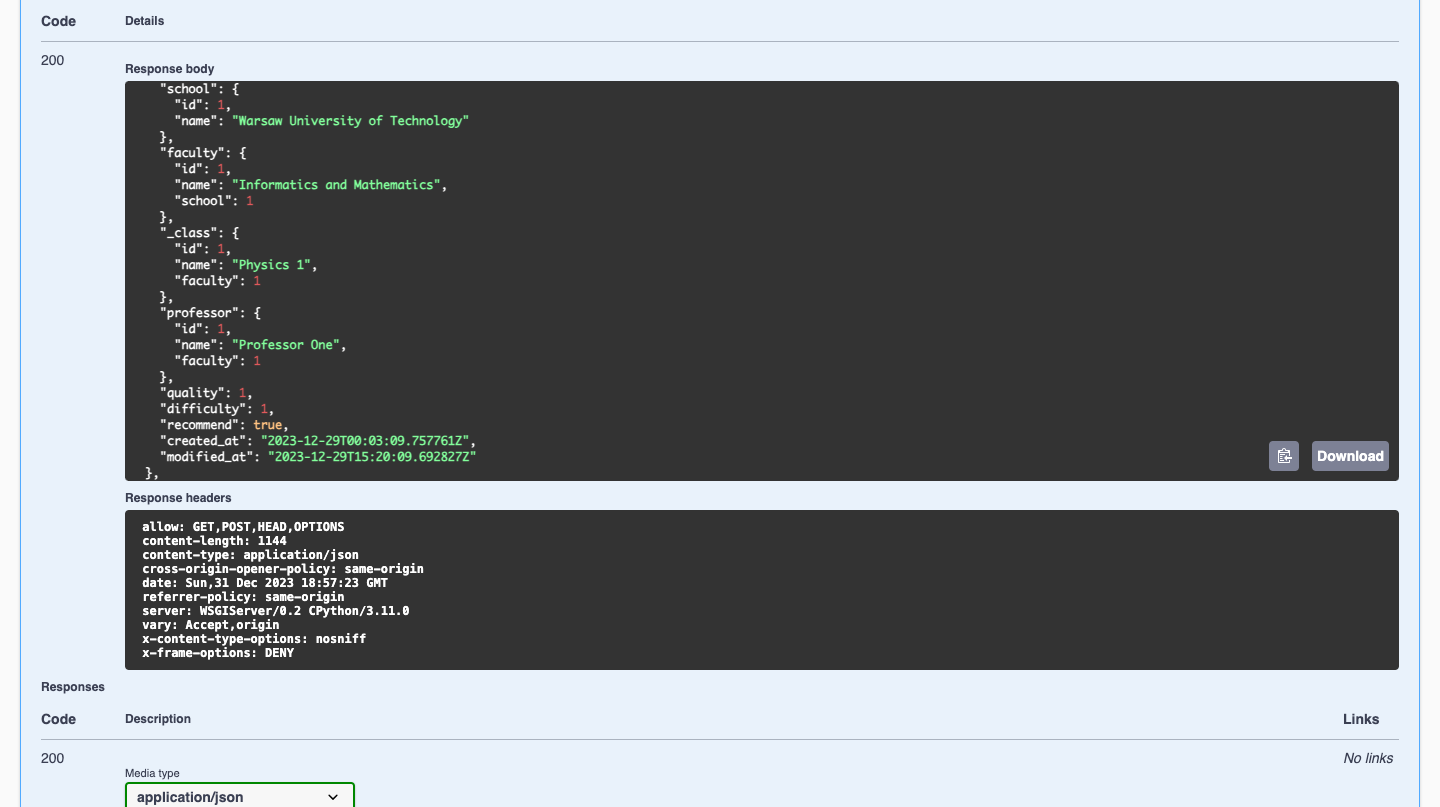 Code Details
200
Response body
"school": {
"id": 1,
"name": "Warsaw University of Technology"
},
"faculty": {
"id": 1,
"name": "Informatics and Mathematics",
"school": 1
},
"_class": {
"id": 1,
"name": "Physics 1",
"faculty": 1
},
"professor": {
"id": 1,
"name": "Professor One",
"faculty": 1
},
"quality": 1,
"difficulty": 1,
"recommend": true,
"created_at": "2023-12-29T00:03:09.757761Z",
"modified_at": "2023-12-29T15:20:09.692827Z"
},
Download
Response headers
allow: GET,POST,HEAD,OPTIONS
content-length: 1144
content-type: application/json
cross-origin-opener-policy: same-origin
date: Sun,31 Dec 2023 18:57:23 GMT
referrer-policy: same-origin
server: WSGIServer/0.2 CPython/3.11.0
vary: Accept,origin
x-content-type-options: nosniff
x-frame-options: DENY
Responses
Code Description Links
200 No links
Media type
application/json